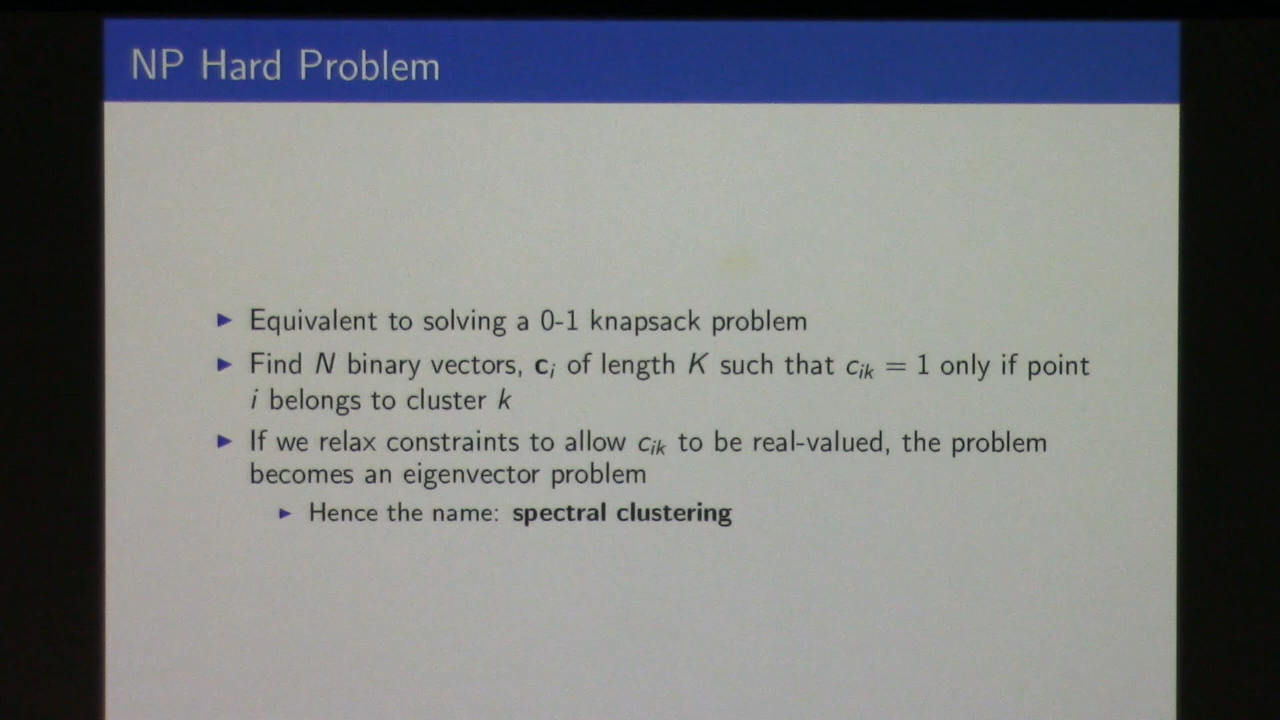 NP Hard Problem
▶ Equivalent to solving a 0-1 knapsack problem
▶ Find N binary vectors, c_i of length K such that c_ik = 1 only if point
i belongs to cluster k
▶ If we relax constraints to allow c_ik to be real-valued, the problem
becomes an eigenvector problem
▶ Hence the name: spectral clustering